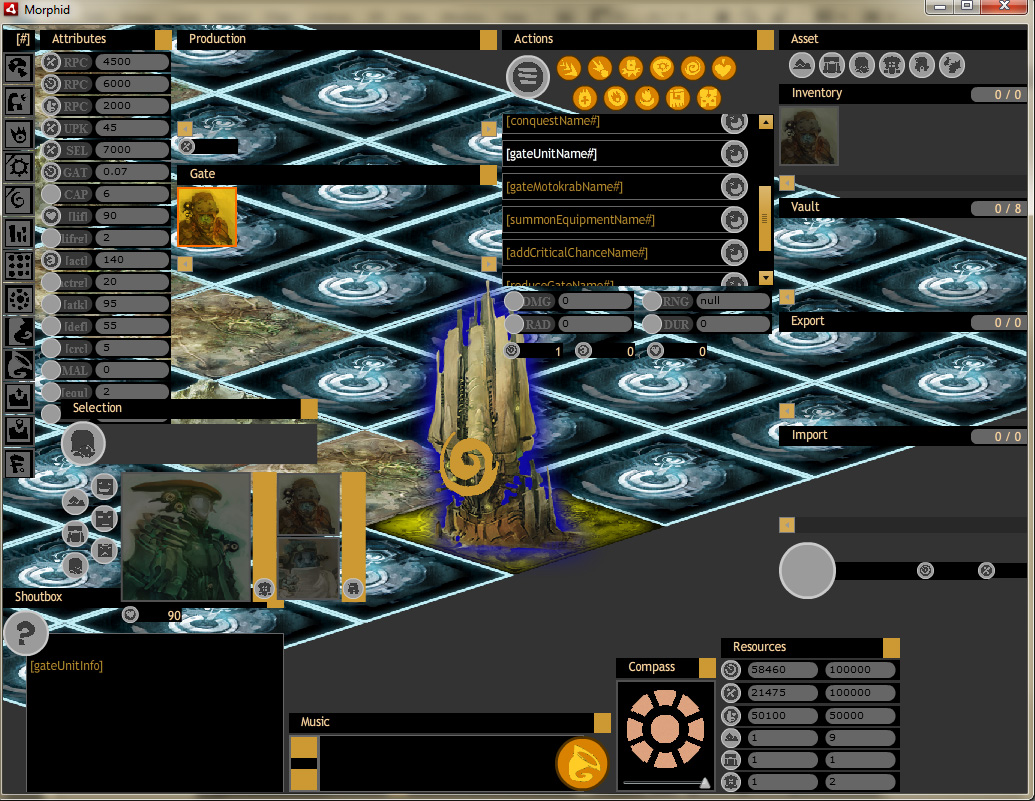 Morphid
[#] Attributes
RPC 4500
RPC 6000
RPC 2000
UPK 45
SEL 7000
GAT 0.07
CAP 6
[lif] 90
[lifrg] 2
[act] 140
[actrg] 20
[atk] 95
[def] 55
[crc] 5
MAL 0
2
Selection
Production
Gate
Actions
[conquestName#]
[gateUnitName#]
[gateMotokrabName#]
[summonEquipmentName#]
[addCriticalChanceName#]
[reduceGateName#]
DMG 0 RNG null
RAD 0 DUR 0
1 0 0
Asset
Inventory 0 / 0
Vault 0 / 8
Export 0 / 0
Import 0 / 0
Shoutbox
90
?
[gateUnitInfo]
Music
Compass
Resources
58460 100000
21475 100000
50100 50000
1 9
1 1
1 2